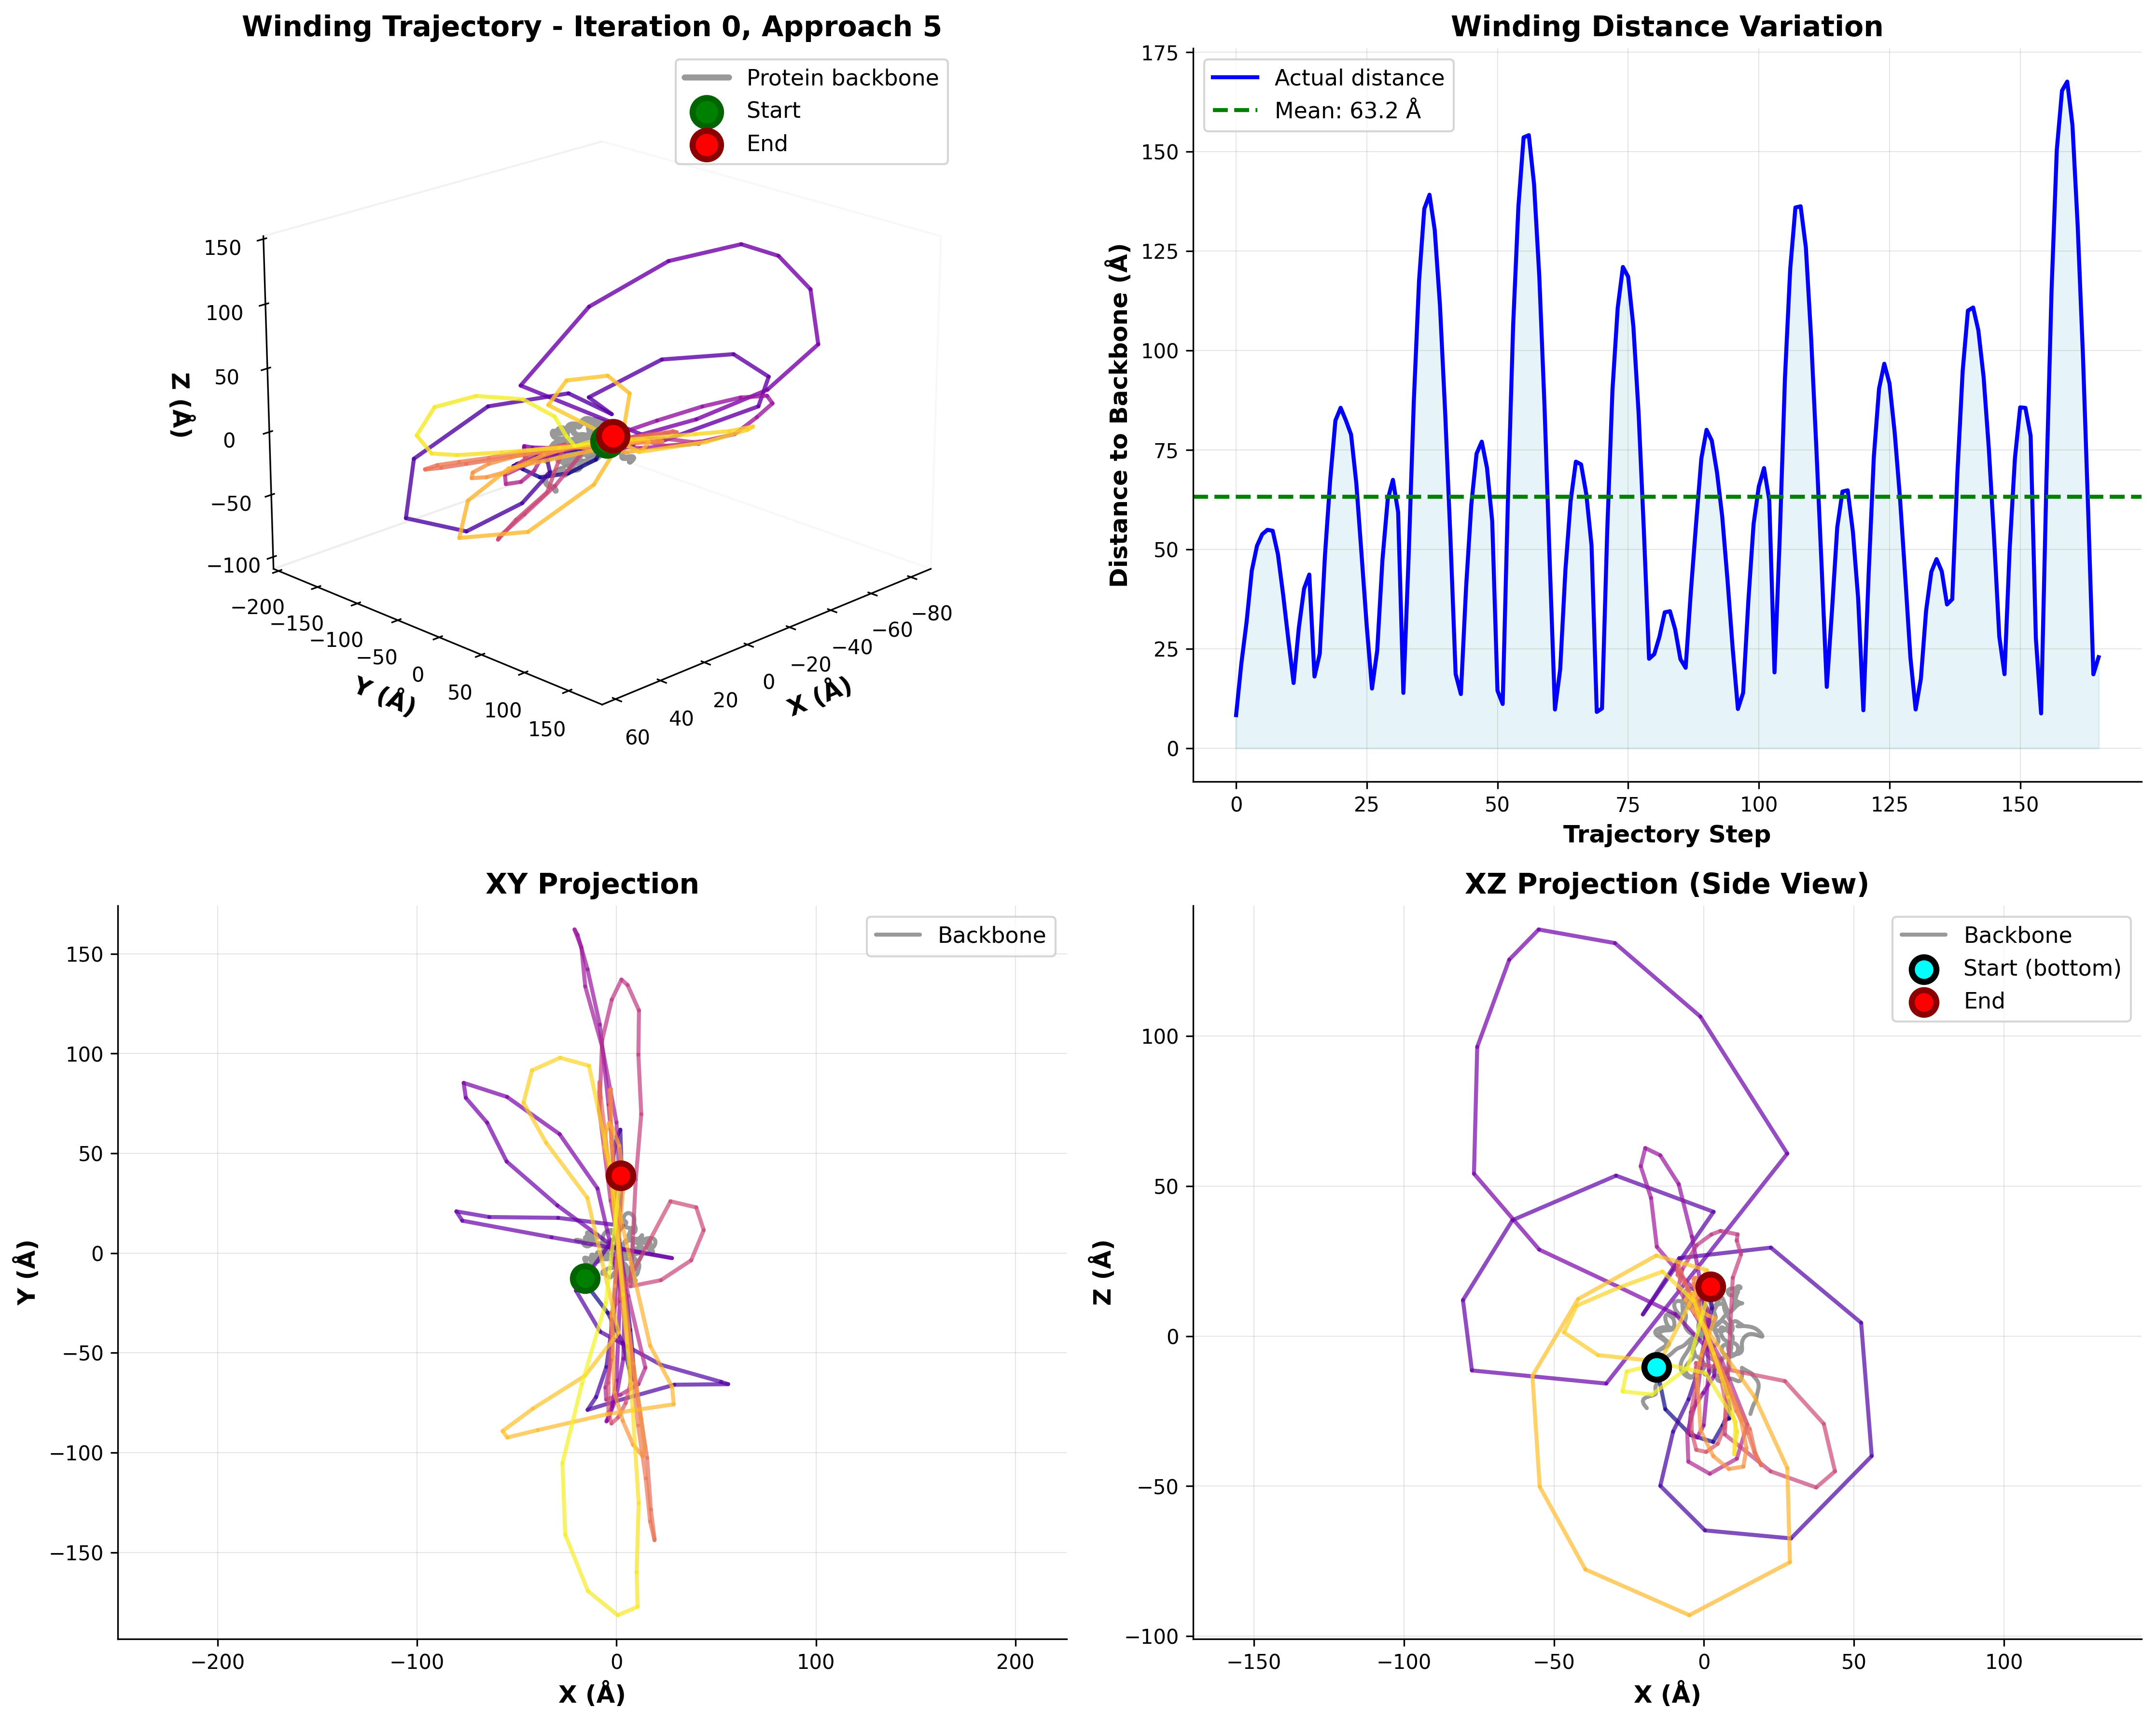 Winding Trajectory - Iteration 0, Approach 5
Protein backbone
Start
End
150
100
50
0
−50
−100
Z (Å)
−200
−150
−100
−50
0
50
100
150
Y (Å)
60
40
20
0
−20
−40
−60
−80
X (Å)
Winding Distance Variation
Actual distance
Mean: 63.2 Å
175
150
125
100
75
50
25
0
Distance to Backbone (Å)
0
25
50
75
100
125
150
Trajectory Step
XY Projection
Backbone
150
100
50
0
−50
−100
−150
Y (Å)
−200
−100
0
100
200
X (Å)
XZ Projection (Side View)
Backbone
Start (bottom)
End
100
50
0
−50
−100
Z (Å)
−150
−100
−50
0
50
100
X (Å)